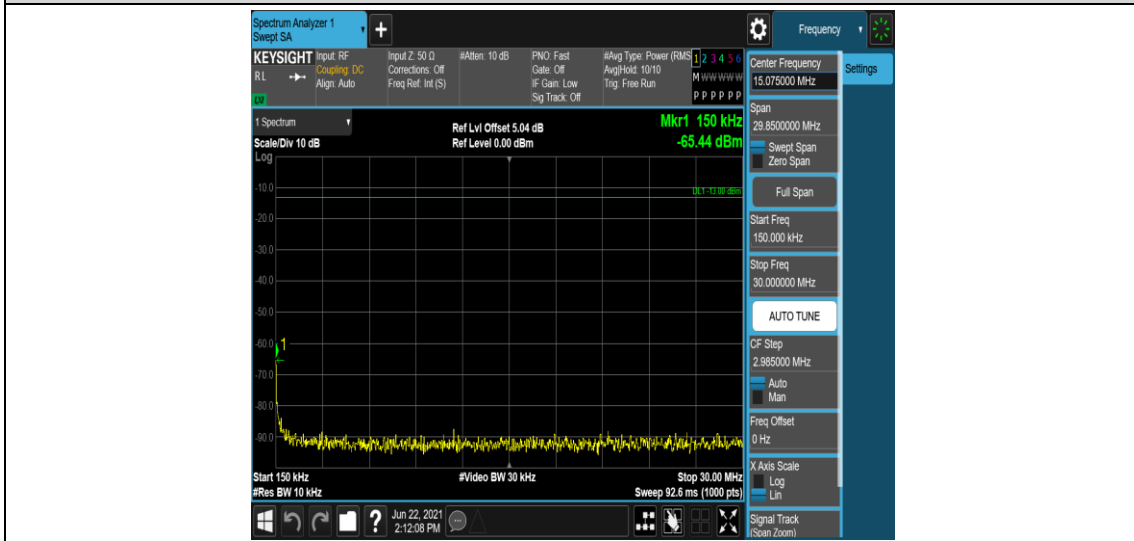 Spectrum Analyzer 1
Swept SA
+
Frequency
KEYSIGHT
RL
LXI
Input: RF
Coupling: DC
Align: Auto
Input Z: 50 Ω
Corrections: Off
Freq Ref: Int (S)
#Atten: 10 dB
PNO: Fast
Gate: Off
IF Gain: Low
Sig Track: Off
#Avg Type: Power (RMS
Avg|Hold: 10/10
Trig: Free Run
1 2 3 4 5 6
M W W W W W
P P P P P P
1 Spectrum
Scale/Div 10 dB
Log
Ref Lvl Offset 5.04 dB
Ref Level 0.00 dBm
Mkr1 150 kHz
-65.44 dBm
DL1 -13.00 dBm
-10.0
-20.0
-30.0
-40.0
-50.0
-60.0
1
-70.0
-80.0
-90.0
Start 150 kHz
#Video BW 30 kHz
Stop 30.00 MHz
#Res BW 10 kHz
Sweep 92.6 ms (1000 pts)
?
Jun 22, 2021
2:12:08 PM
Center Frequency
15.075000 MHz
Settings
Span
29.8500000 MHz
Swept Span
Zero Span
Full Span
Start Freq
150.000 kHz
Stop Freq
30.000000 MHz
AUTO TUNE
CF Step
2.985000 MHz
Auto
Man
Freq Offset
0 Hz
X Axis Scale
Log
Lin
Signal Track
(Span Zoom)